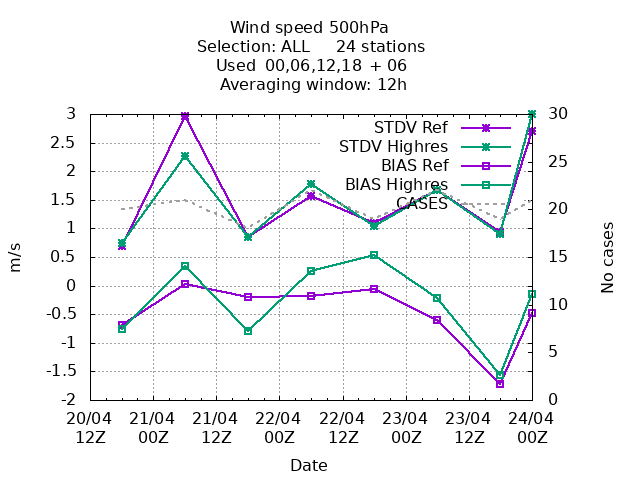 Wind speed 500hPa
Selection: ALL 24 stations
Used 00,06,12,18 + 06
Averaging window: 12h
3
2.5
2
1.5
1
0.5
0
-0.5
-1
-1.5
-2
m/s
30
25
20
15
10
5
0
No cases
STDV Ref
STDV Highres
BIAS Ref
BIAS Highres
CASES
20/04 21/04 21/04 22/04 22/04 23/04 23/04 24/04
12Z 00Z 12Z 00Z 12Z 00Z 12Z 00Z
Date